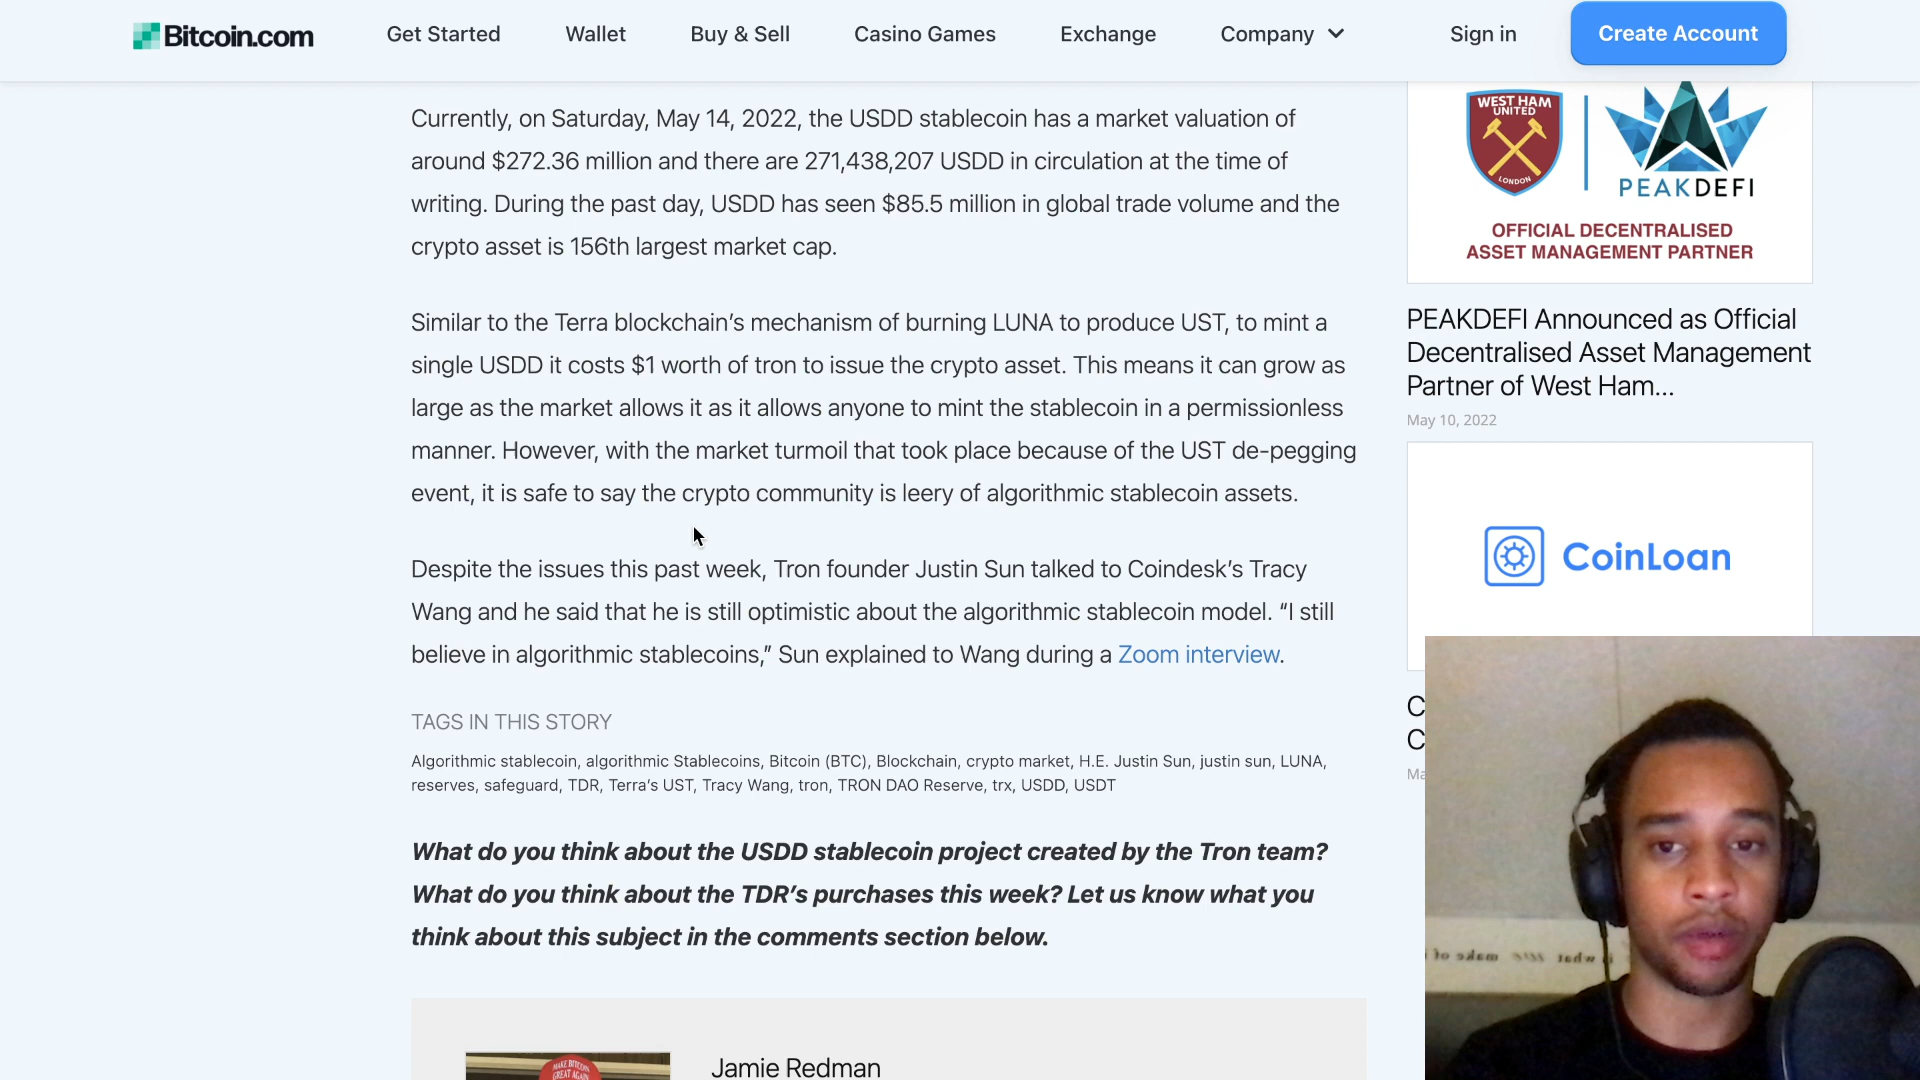 Bitcoin.com
Get Started
Wallet
Buy & Sell
Casino Games
Exchange
Company
Sign in
Create Account
Currently, on Saturday, May 14, 2022, the USDD stablecoin has a market valuation of
around $272.36 million and there are 271,438,207 USDD in circulation at the time of
writing. During the past day, USDD has seen $85.5 million in global trade volume and the
crypto asset is 156th largest market cap.
Similar to the Terra blockchain’s mechanism of burning LUNA to produce UST, to mint a
single USDD it costs $1 worth of tron to issue the crypto asset. This means it can grow as
large as the market allows it as it allows anyone to mint the stablecoin in a permissionless
manner. However, with the market turmoil that took place because of the UST de-pegging
event, it is safe to say the crypto community is leery of algorithmic stablecoin assets.
Despite the issues this past week, Tron founder Justin Sun talked to Coindesk’s Tracy
Wang and he said that he is still optimistic about the algorithmic stablecoin model. “I still
believe in algorithmic stablecoins,” Sun explained to Wang during a Zoom interview.
TAGS IN THIS STORY
Algorithmic stablecoin, algorithmic Stablecoins, Bitcoin (BTC), Blockchain, crypto market, H.E. Justin Sun, justin sun, LUNA,
reserves, safeguard, TDR, Terra’s UST, Tracy Wang, tron, TRON DAO Reserve, trx, USDD, USDT
What do you think about the USDD stablecoin project created by the Tron team?
What do you think about the TDR’s purchases this week? Let us know what you
think about this subject in the comments section below.
MAKE BITCOIN
GREAT AGAIN
Jamie Redman
WEST HAM
UNITED
LONDON
PEAKDEFI
OFFICIAL DECENTRALISED
ASSET MANAGEMENT PARTNER
PEAKDEFI Announced as Official
Decentralised Asset Management
Partner of West Ham...
May 10, 2022
CoinLoan
C
C
Ma